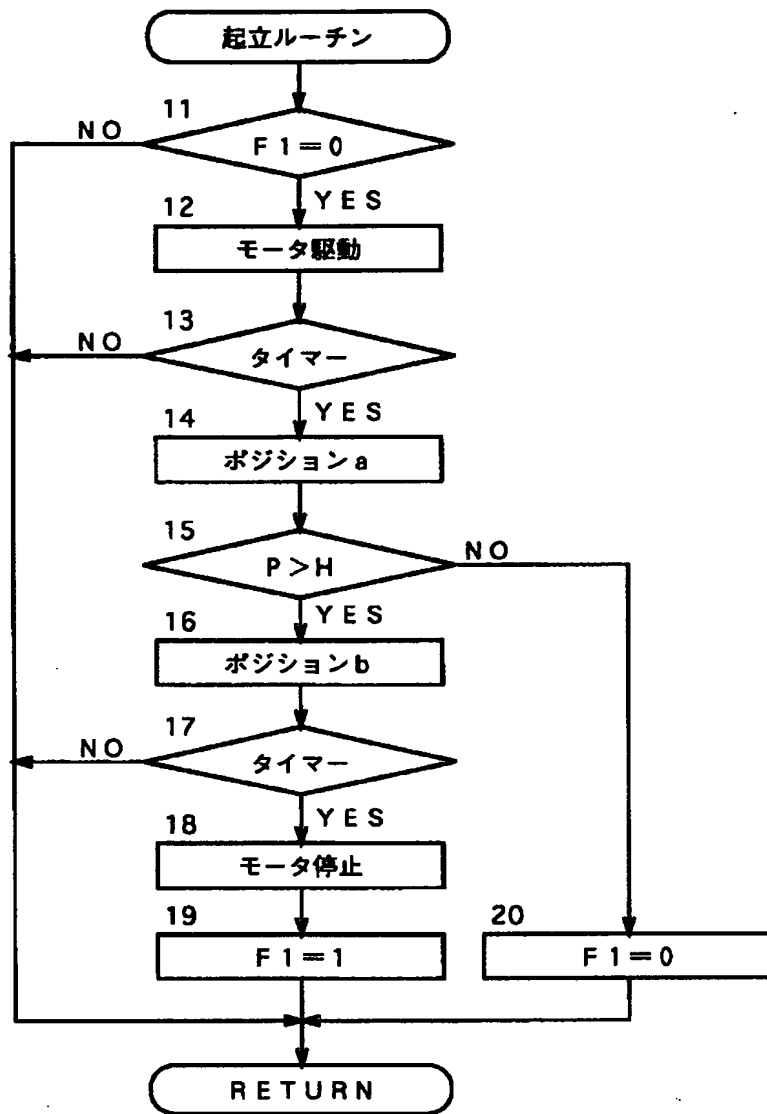 起立ルーチン
11
NO
F1=0
YES
12
モータ駆動
13
NO
タイマー
YES
14
ポジションa
15
P>H
NO
YES
16
ポジションb
17
NO
タイマー
YES
18
モータ停止
19
F1=1
20
F1=0
RETURN